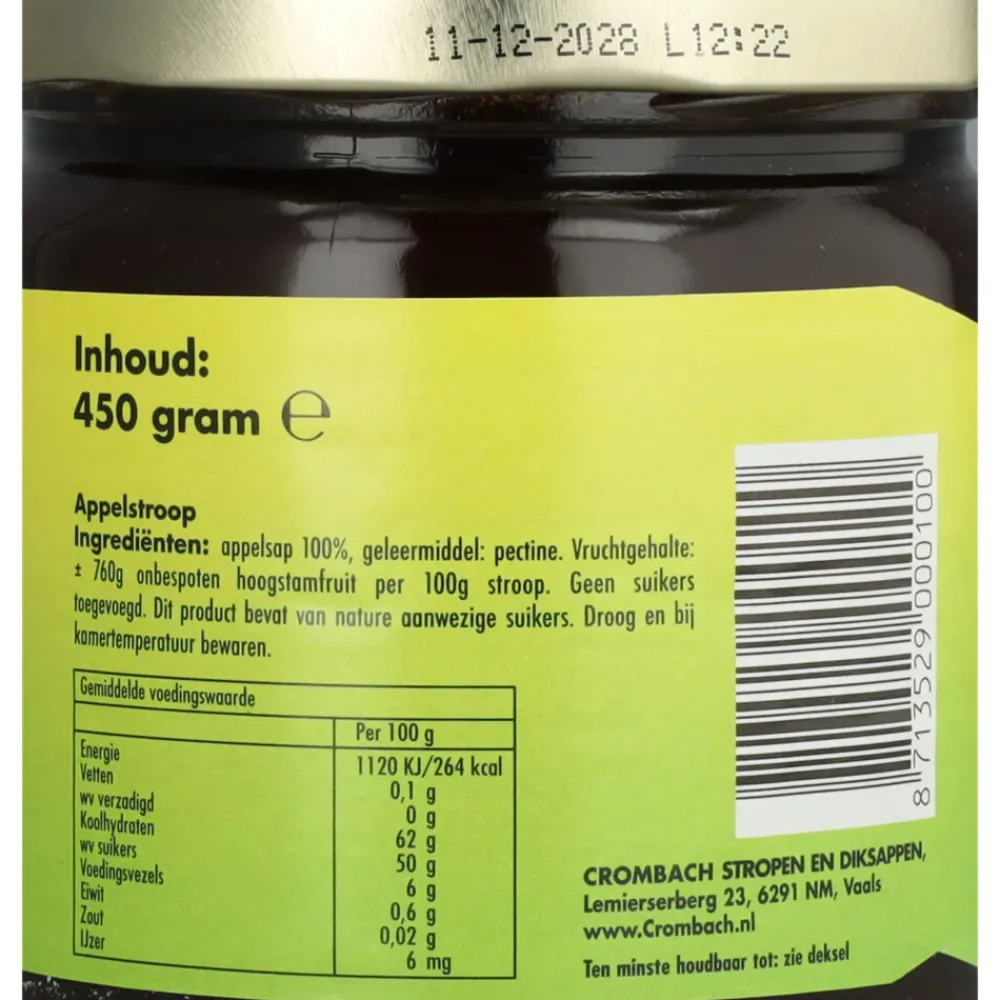 11-12-2028 L12:22
Inhoud:
450 gram ℮
Appelstroop
Ingrediënten: appelsap 100%, geleermiddel: pectine. Vruchtgehalte:
± 760g onbespoten hoogstamfruit per 100g stroop. Geen suikers
toegevoegd. Dit product bevat van nature aanwezige suikers. Droog en bij
kamertemperatuur bewaren.
Gemiddelde voedingswaarde
Per 100 g
Energie 1120 KJ/264 kcal
Vetten 0,1 g
wv verzadigd 0 g
Koolhydraten 62 g
wv suikers 50 g
Voedingsvezels 6 g
Eiwit 0,6 g
Zout 0,02 g
IJzer 6 mg
8 713529 000100
CROMBACH STROPEN EN DIKSAPPEN,
Lemierserberg 23, 6291 NM, Vaals
www.Crombach.nl
Ten minste houdbaar tot: zie deksel